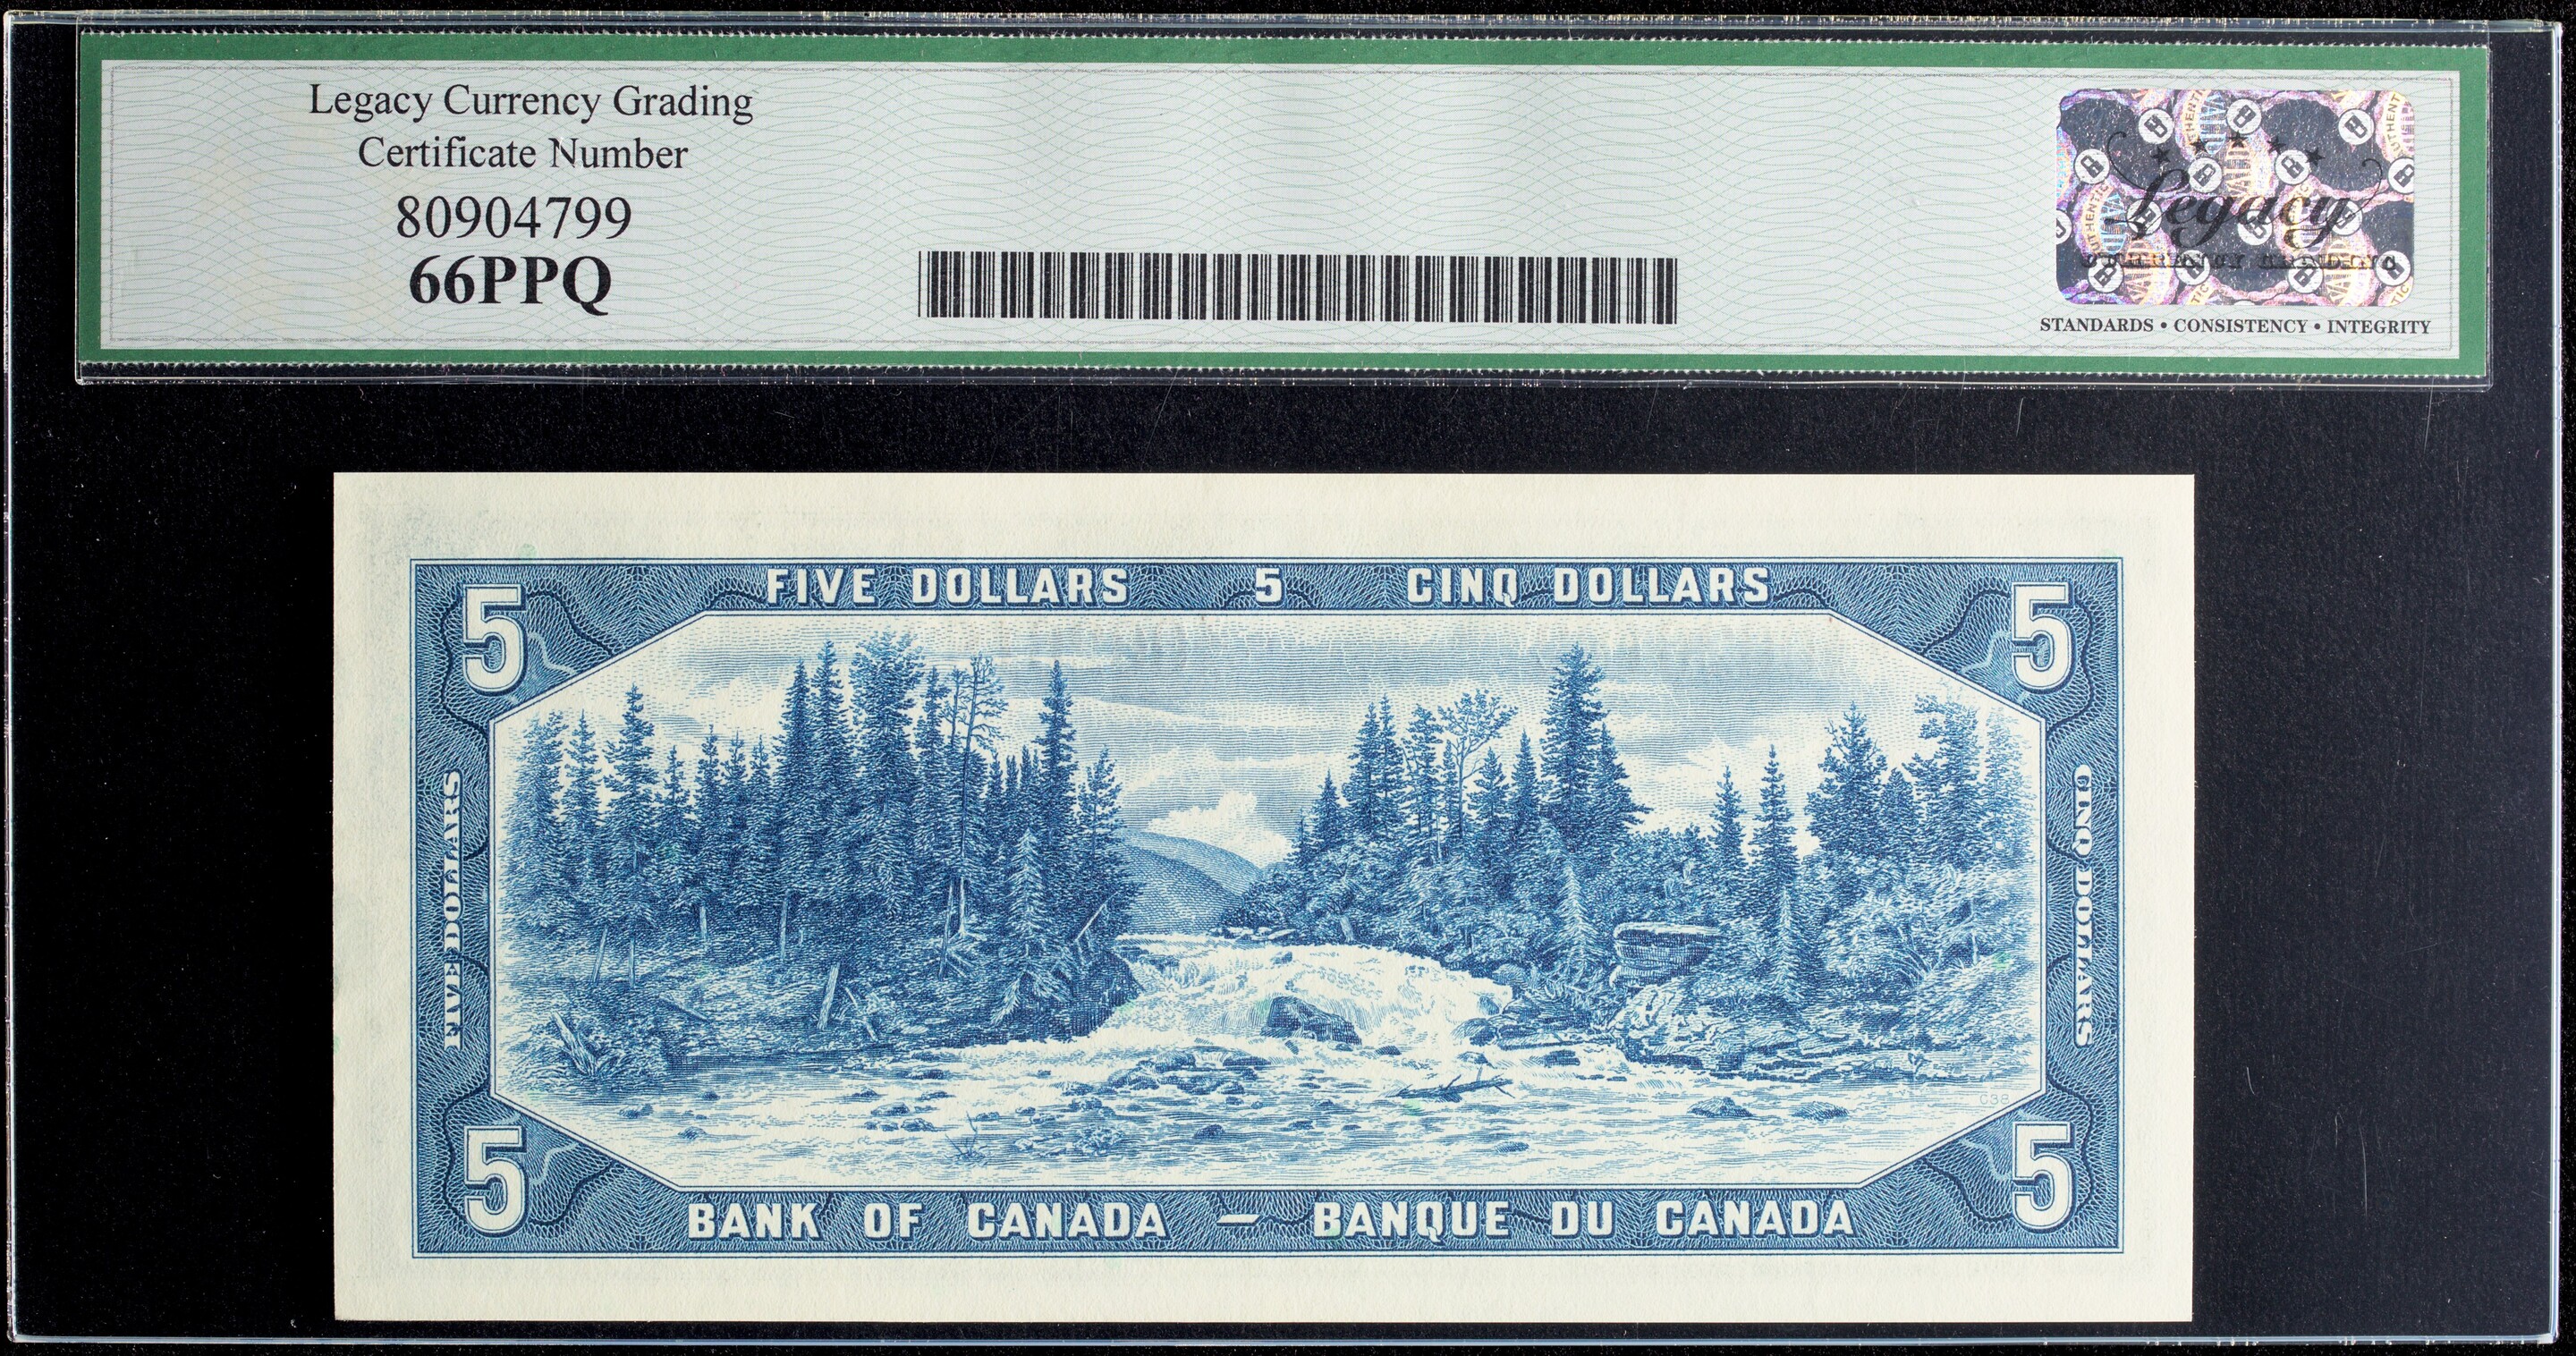 Legacy Currency Grading
Certificate Number
80904799
66PPQ
Legacy
STANDARDS • CONSISTENCY • INTEGRITY
FIVE DOLLARS 5 CINQ DOLLARS
5 5
FIVE DOLLARS
CINQ DOLLARS
C38
5 5
BANK OF CANADA — BANQUE DU CANADA